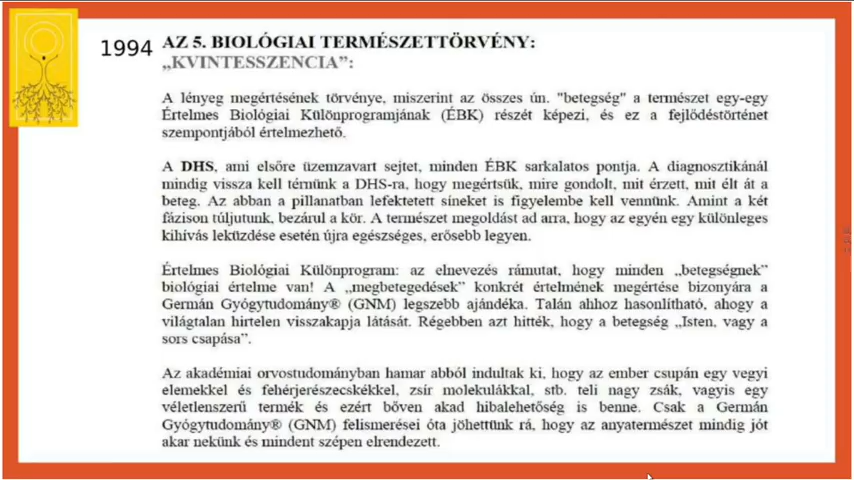 1994
AZ 5. BIOLÓGIAI TERMÉSZETTÖRVÉNY:
„KVINTESSZENCIA”:
A lényeg megértésének törvénye, miszerint az összes ún. "betegség" a természet egy-egy
Értelmes Biológiai Különprogramjának (ÉBK) részét képezi, és ez a fejlődéstörténet
szempontjából értelmezhető.
A DHS, ami elsőre üzemzavart sejtet, minden ÉBK sarkalatos pontja. A diagnosztikánál
mindig vissza kell térnünk a DHS-ra, hogy megértsük, mire gondolt, mit érzett, mit élt át a
beteg. Az abban a pillanatban lefektetett síneket is figyelembe kell vennünk. Amint a két
fázison túljutunk, bezárul a kör. A természet megoldást ad arra, hogy az egyén egy különleges
kihívás leküzdése esetén újra egészséges, erősebb legyen.
Értelmes Biológiai Különprogram: az elnevezés rámutat, hogy minden „betegségnek”
biológiai értelme van! A „megbetegedések” konkrét értelmének megértése bizonyára a
Germán Gyógytudomány® (GNM) legszebb ajándéka. Talán ahhoz hasonlítható, ahogy a
világtalan hirtelen visszakapja látását. Régebben azt hitték, hogy a betegség „Isten, vagy a
sors csapása”.
Az akadémiai orvostudományban hamar abból indultak ki, hogy az ember csupán egy vegyi
elemekkel és fehérjerészecskékkel, zsír molekulákkal, stb. teli nagy zsák, vagyis egy
véletlenszerű termék és ezért bőven akad hibalehetőség is benne. Csak a Germán
Gyógytudomány® (GNM) felismerései óta jöhettünk rá, hogy az anyatermészet mindig jót
akar nekünk és mindent szépen elrendezett.